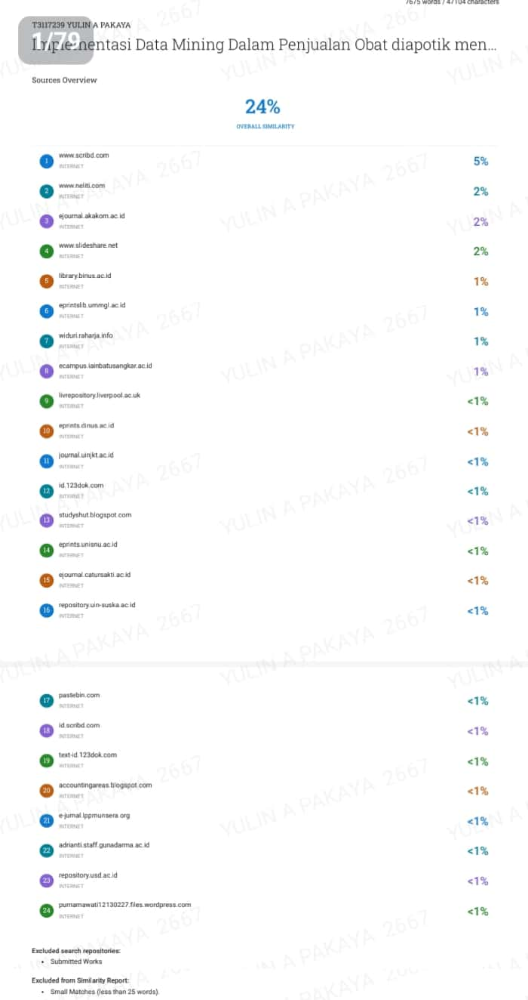 7675 words / 47104 characters
T3117239 YULIN A PAKAYA
1/79
Implementasi Data Mining Dalam Penjualan Obat diapotik men...
Sources Overview
24%
OVERALL SIMILARITY
1 www.scribd.com 5%
INTERNET
2 www.neliti.com 2%
INTERNET
3 ejournal.akakom.ac.id 2%
INTERNET
4 www.slideshare.net 2%
INTERNET
5 library.binus.ac.id 1%
INTERNET
6 eprintslib.ummgl.ac.id 1%
INTERNET
7 widuri.raharja.info 1%
INTERNET
8 ecampus.iainbatusangkar.ac.id 1%
INTERNET
9 livrepository.liverpool.ac.uk <1%
INTERNET
10 eprints.dinus.ac.id <1%
INTERNET
11 journal.uinjkt.ac.id <1%
INTERNET
12 id.123dok.com <1%
INTERNET
13 studyshut.blogspot.com <1%
INTERNET
14 eprints.unisnu.ac.id <1%
INTERNET
15 ejournal.catursakti.ac.id <1%
INTERNET
16 repository.uin-suska.ac.id <1%
INTERNET
17 pastebin.com <1%
INTERNET
18 id.scribd.com <1%
INTERNET
19 text-id.123dok.com <1%
INTERNET
20 accountingareas.blogspot.com <1%
INTERNET
21 e-jurnal.lppmunsera.org <1%
INTERNET
22 adrianti.staff.gunadarma.ac.id <1%
INTERNET
23 repository.usd.ac.id <1%
INTERNET
24 purnamawati12130227.files.wordpress.com <1%
INTERNET
Excluded search repositories:
• Submitted Works
Excluded from Similarity Report:
• Small Matches (less than 25 words).
YULIN A PAKAYA 2667